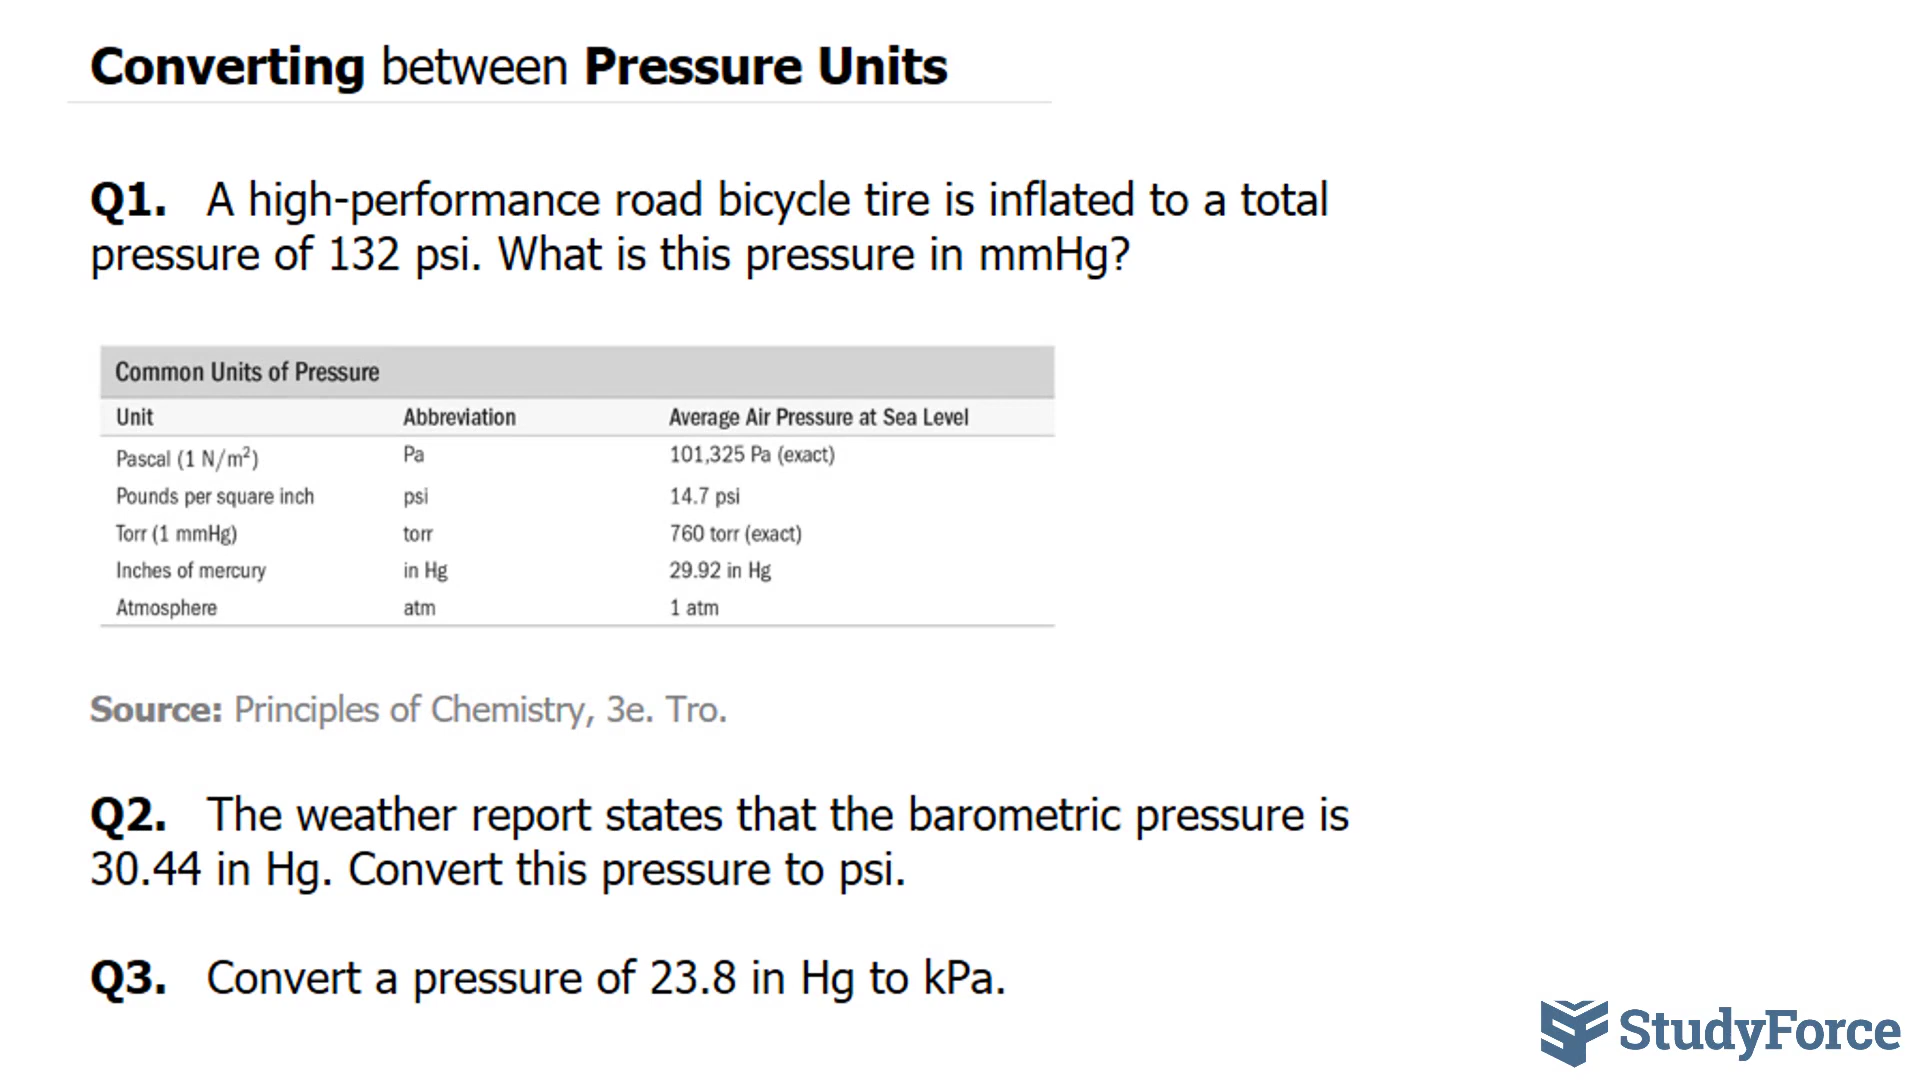 Converting between Pressure Units
Q1. A high-performance road bicycle tire is inflated to a total
pressure of 132 psi. What is this pressure in mmHg?
Common Units of Pressure
Unit Abbreviation Average Air Pressure at Sea Level
Pascal (1 N/m²) Pa 101,325 Pa (exact)
Pounds per square inch psi 14.7 psi
Torr (1 mmHg) torr 760 torr (exact)
Inches of mercury in Hg 29.92 in Hg
Atmosphere atm 1 atm
Source: Principles of Chemistry, 3e. Tro.
Q2. The weather report states that the barometric pressure is
30.44 in Hg. Convert this pressure to psi.
Q3. Convert a pressure of 23.8 in Hg to kPa.
StudyForce